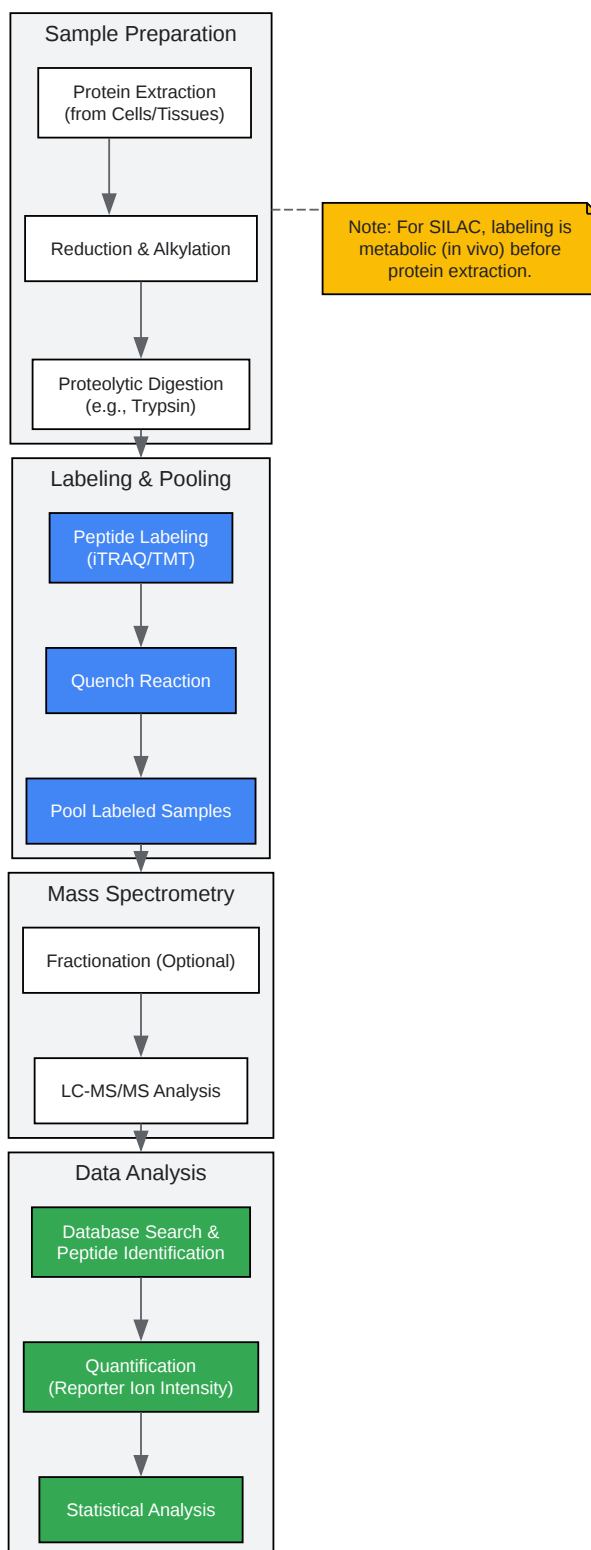 Sample Preparation
Protein Extraction
(from Cells/Tissues)
Reduction & Alkylation
Note: For SILAC, labeling is
metabolic (in vivo) before
protein extraction.
Proteolytic Digestion
(e.g., Trypsin)
Labeling & Pooling
Peptide Labeling
(iTRAQ/TMT)
Quench Reaction
Pool Labeled Samples
Mass Spectrometry
Fractionation (Optional)
LC-MS/MS Analysis
Data Analysis
Database Search &
Peptide Identification
Quantification
(Reporter Ion Intensity)
Statistical Analysis